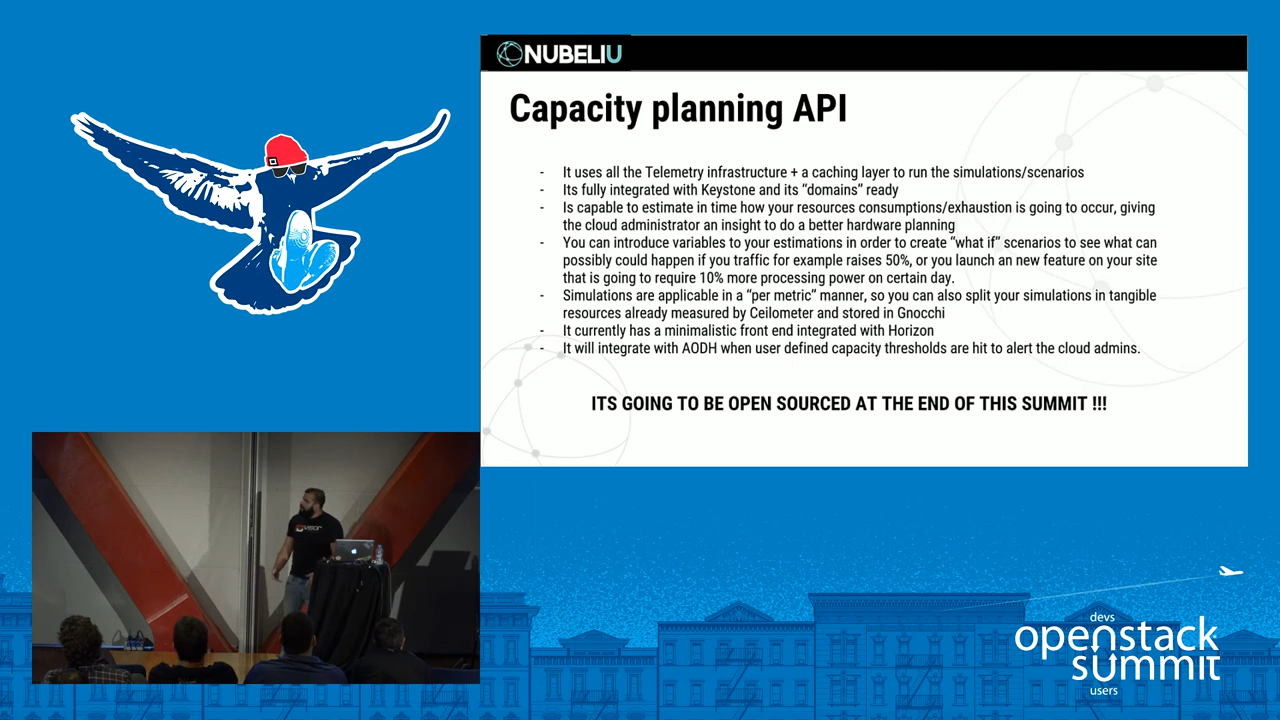 NUBELIU
Capacity planning API
- It uses all the Telemetry infrastructure + a caching layer to run the simulations/scenarios
- Its fully integrated with Keystone and its “domains” ready
- Is capable to estimate in time how your resources consumptions/exhaustion is going to occur, giving
the cloud administrator an insight to do a better hardware planning
- You can introduce variables to your estimations in order to create “what if” scenarios to see what can
possibly could happen if you traffic for example raises 50%, or you launch an new feature on your site
that is going to require 10% more processing power on certain day.
- Simulations are applicable in a “per metric” manner, so you can also split your simulations in tangible
resources already measured by Ceilometer and stored in Gnocchi
- It currently has a minimalistic front end integrated with Horizon
- It will integrate with AODH when user defined capacity thresholds are hit to alert the cloud admins.
ITS GOING TO BE OPEN SOURCED AT THE END OF THIS SUMMIT !!!
devs
openstack
summit
users